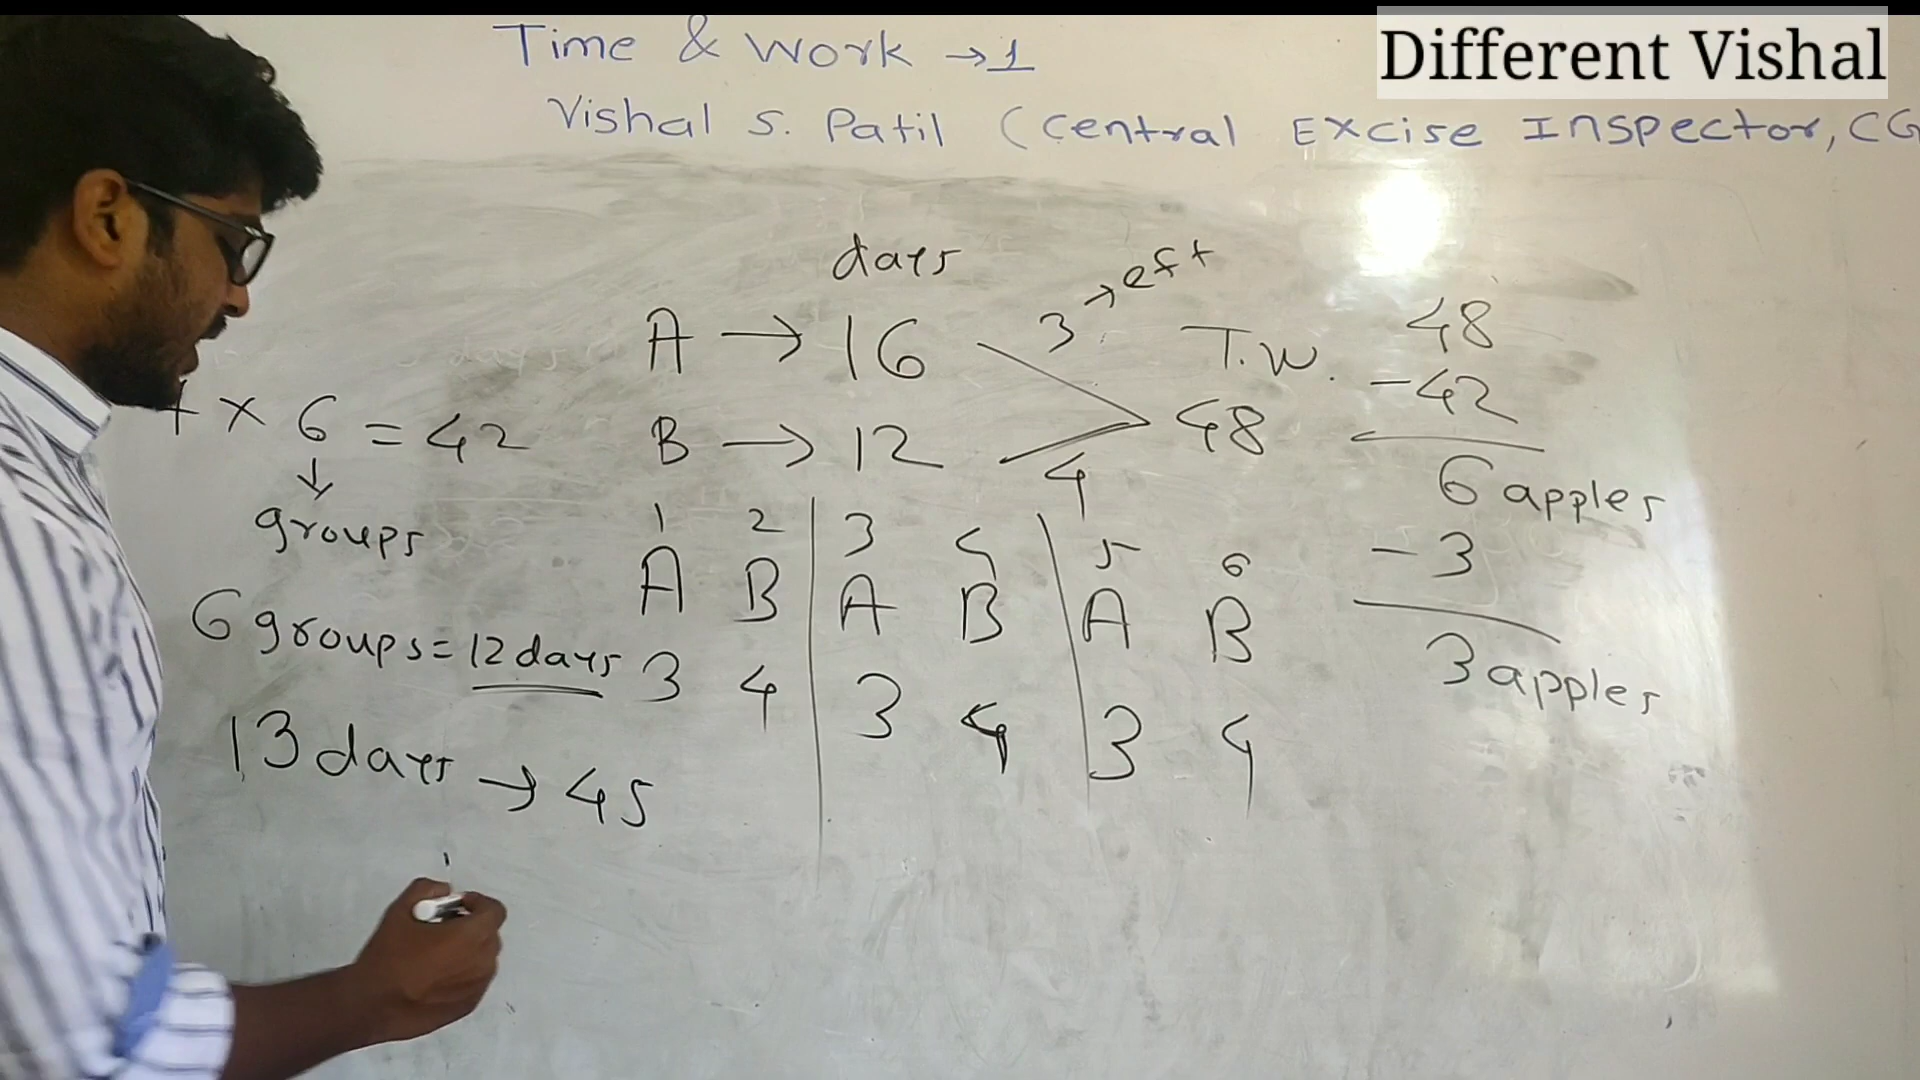 Different Vishal
Time & Work → 1
Vishal S. Patil (Central Excise Inspector, CG
days
A → 16
3 → eft
B → 12
4
T.W.
48
48
- 42
6 apples
- 3
3 apples
× 6 = 42
↓
groups
6 groups = 12 days
13 days → 45
1 2 3 4 5 6
A B A B A B
3 4 3 4 3 4